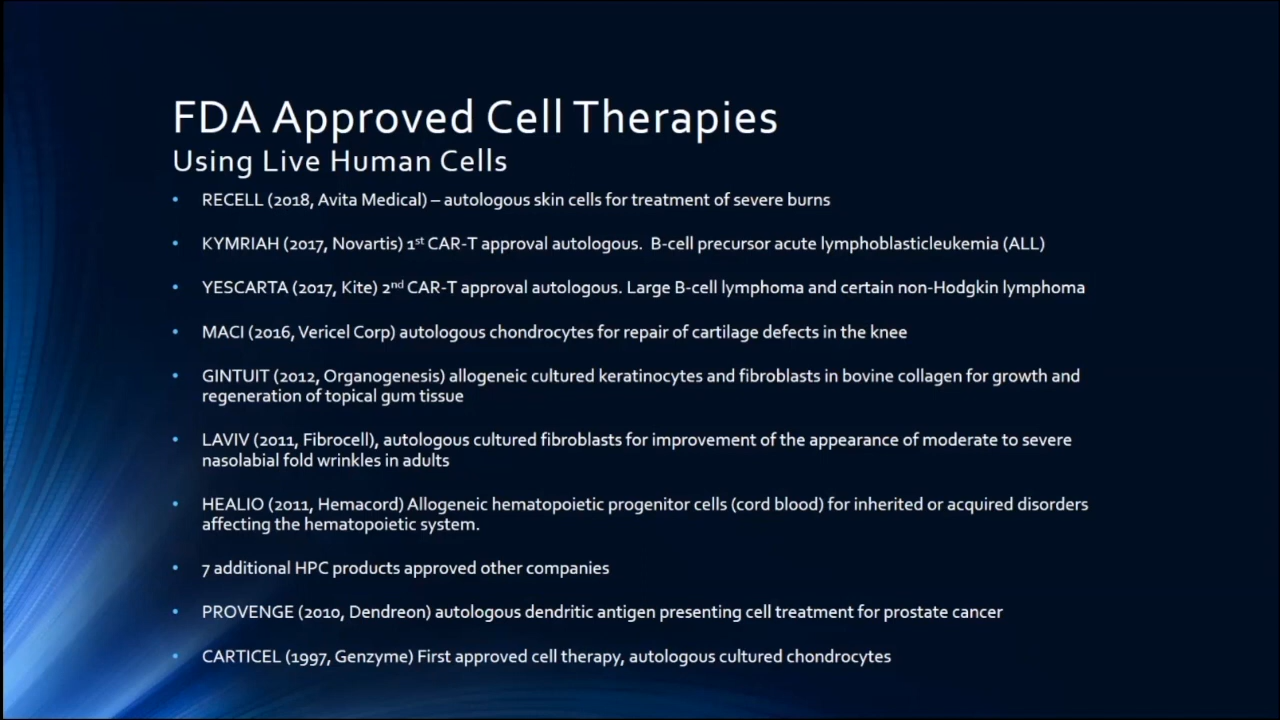 FDA Approved Cell Therapies
Using Live Human Cells
• RECELL (2018, Avita Medical) – autologous skin cells for treatment of severe burns
• KYMRIAH (2017, Novartis) 1st CAR-T approval autologous. B-cell precursor acute lymphoblasticleukemia (ALL)
• YESCARTA (2017, Kite) 2nd CAR-T approval autologous. Large B-cell lymphoma and certain non-Hodgkin lymphoma
• MACI (2016, Vericel Corp) autologous chondrocytes for repair of cartilage defects in the knee
• GINTUIT (2012, Organogenesis) allogeneic cultured keratinocytes and fibroblasts in bovine collagen for growth and
regeneration of topical gum tissue
• LAVIV (2011, Fibrocell), autologous cultured fibroblasts for improvement of the appearance of moderate to severe
nasolabial fold wrinkles in adults
• HEALIO (2011, Hemacord) Allogeneic hematopoietic progenitor cells (cord blood) for inherited or acquired disorders
affecting the hematopoietic system.
• 7 additional HPC products approved other companies
• PROVENGE (2010, Dendreon) autologous dendritic antigen presenting cell treatment for prostate cancer
• CARTICEL (1997, Genzyme) First approved cell therapy, autologous cultured chondrocytes